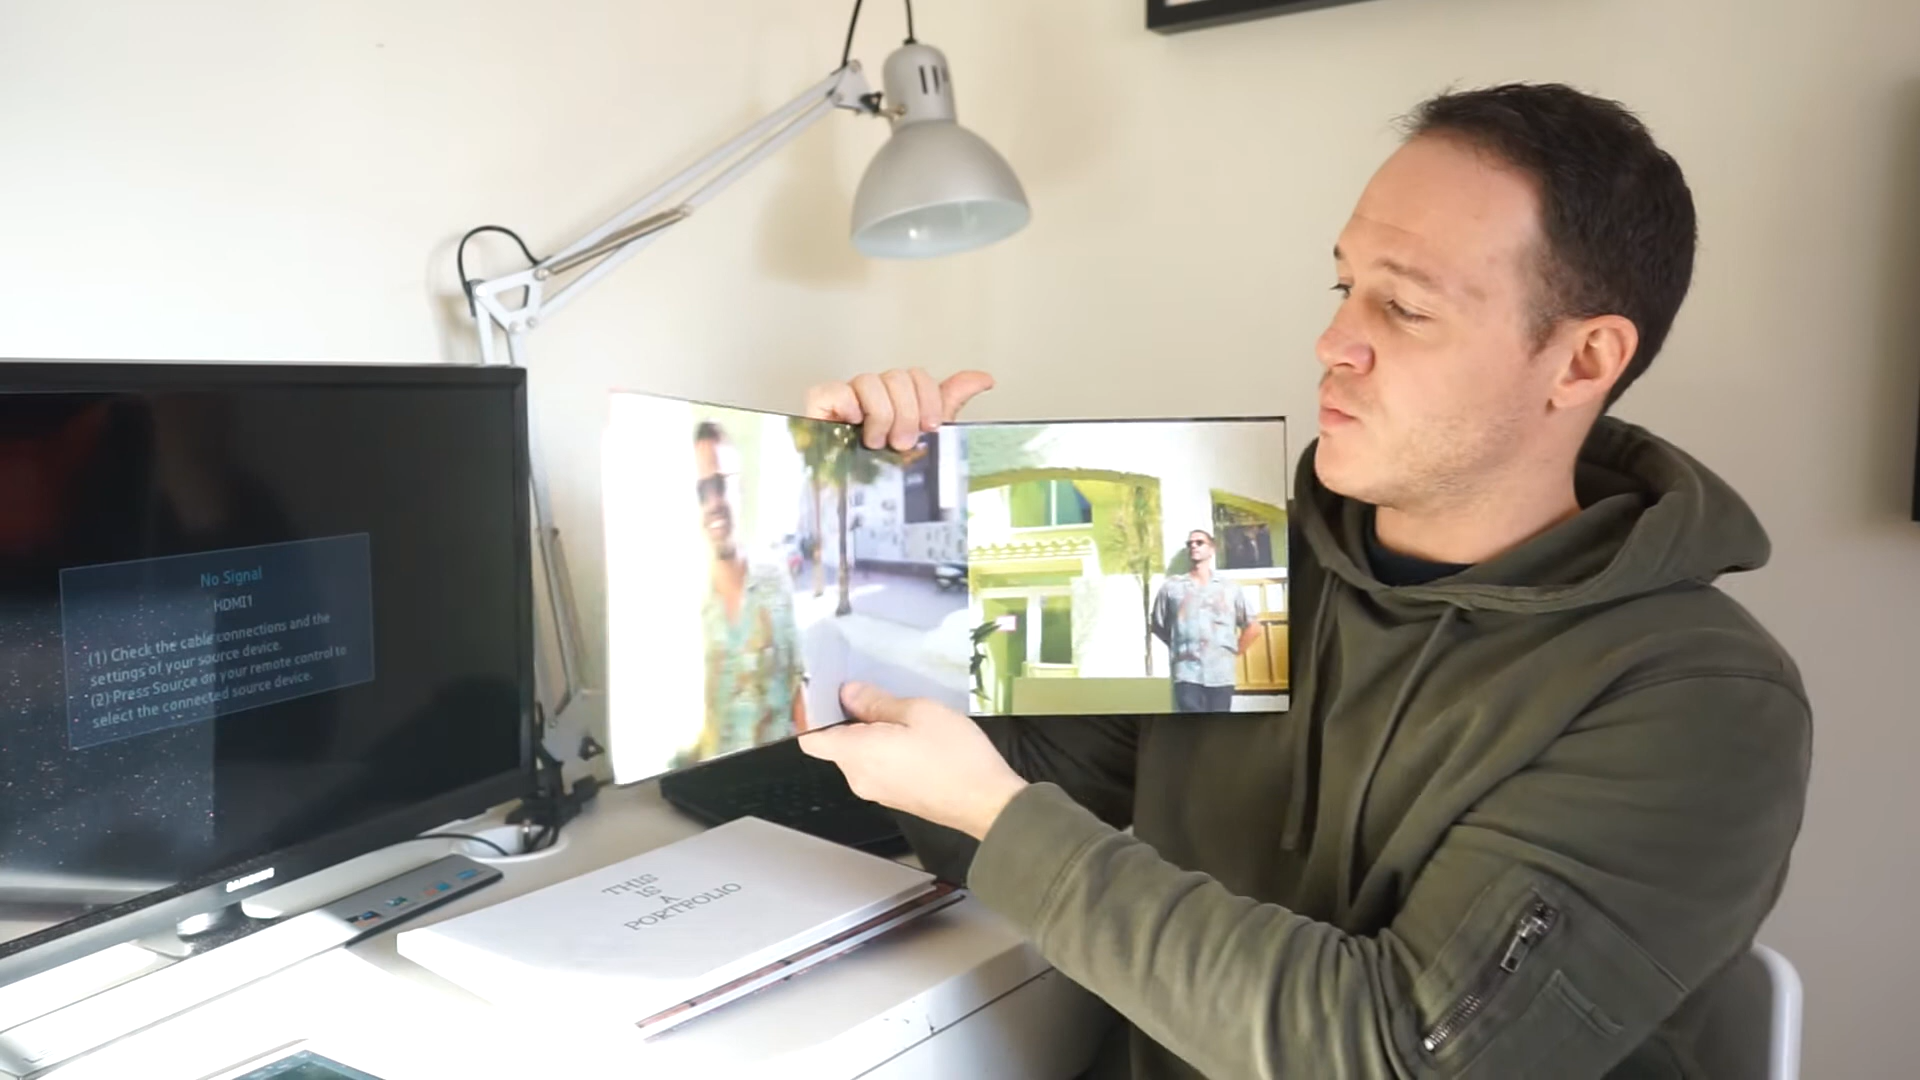 No Signal
HDMI1
(1) Check the cable connections and the
settings of your source device.
(2) Press Source on your remote control to
select the connected source device.
SAMSUNG
THIS
IS
A
PORTFOLIO